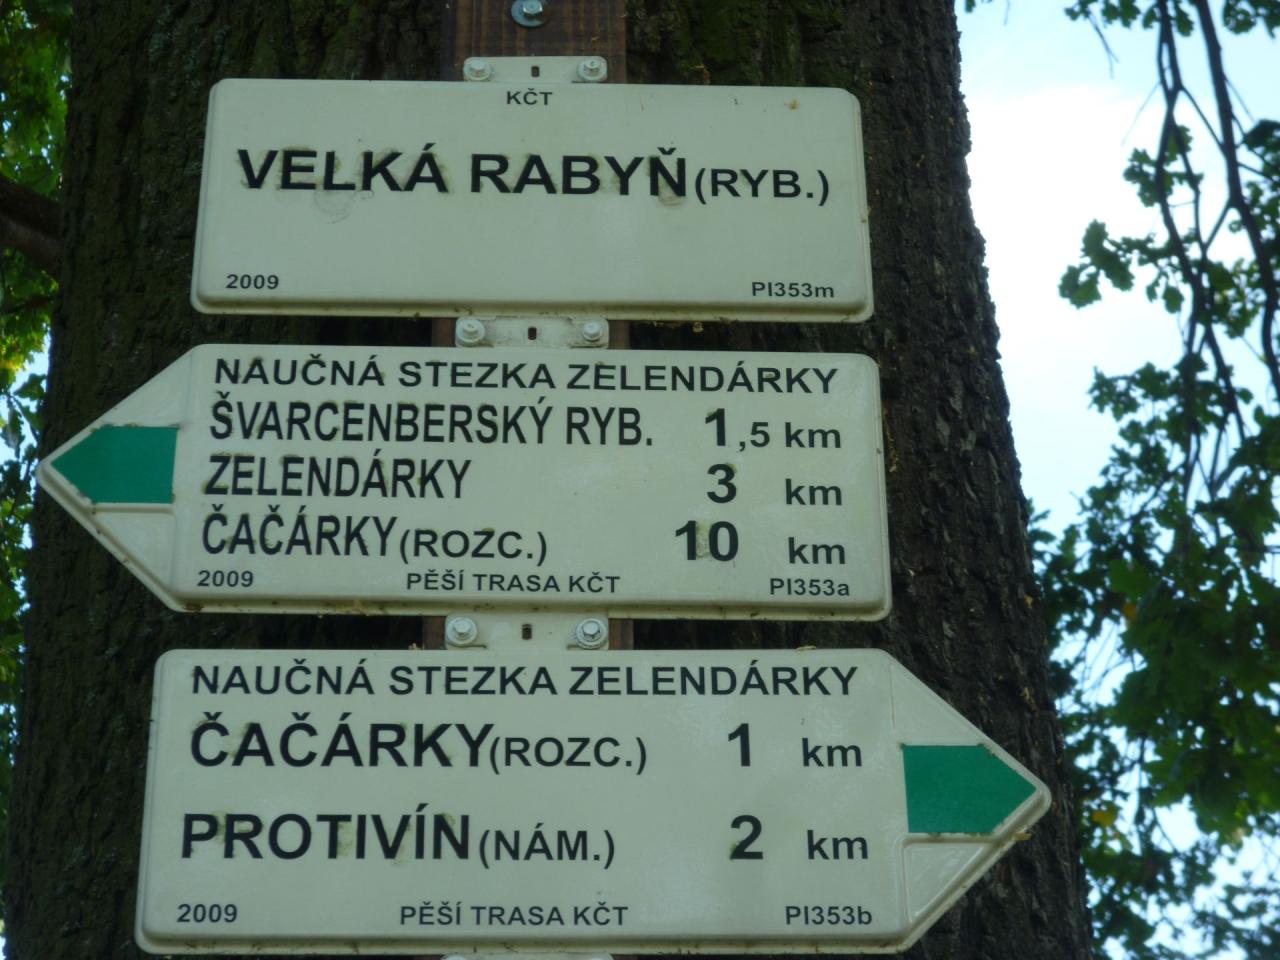 KČT
VELKÁ RABYŇ (RYB.)
2009 PI353m
NAUČNÁ STEZKA ZELENDÁRKY
ŠVARCENBERSKÝ RYB. 1,5 km
ZELENDÁRKY 3 km
ČAČÁRKY (ROZC.) 10 km
2009 PĚŠÍ TRASA KČT PI353a
NAUČNÁ STEZKA ZELENDÁRKY
ČAČÁRKY (ROZC.) 1 km
PROTIVÍN (NÁM.) 2 km
2009 PĚŠÍ TRASA KČT PI353b